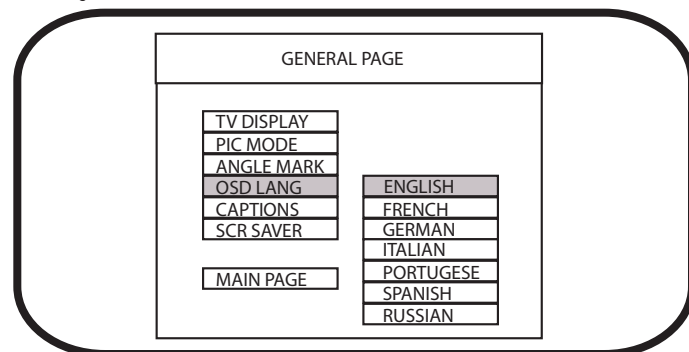 GENERAL PAGE
TV DISPLAY
PIC MODE
ANGLE MARK
OSD LANG
CAPTIONS
SCR SAVER
MAIN PAGE
ENGLISH
FRENCH
GERMAN
ITALIAN
PORTUGESE
SPANISH
RUSSIAN